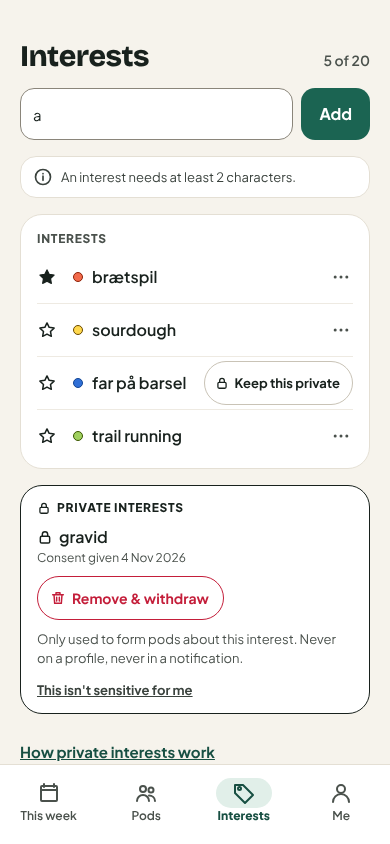 Interests
5 of 20
a
Add
An interest needs at least 2 characters.
INTERESTS
brætspil
sourdough
far på barsel
Keep this private
trail running
PRIVATE INTERESTS
gravid
Consent given 4 Nov 2026
Remove & withdraw
Only used to form pods about this interest. Never
on a profile, never in a notification.
This isn't sensitive for me
How private interests work
This week
Pods
Interests
Me